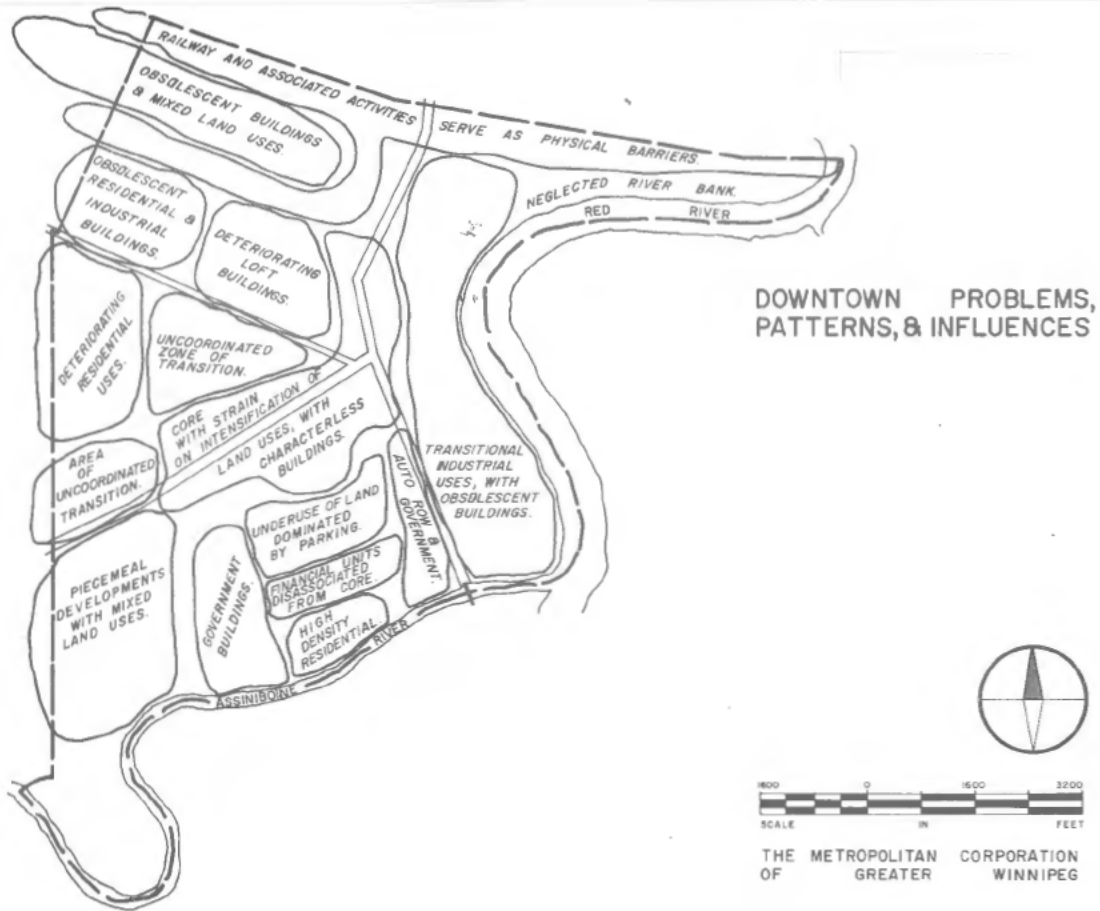 RAILWAY AND ASSOCIATED ACTIVITIES SERVE AS PHYSICAL BARRIERS.
OBSOLESCENT BUILDINGS
& MIXED LAND USES.
NEGLECTED RIVER BANK.
RED RIVER
OBSOLESCENT
RESIDENTIAL &
INDUSTRIAL
BUILDINGS.
DETERIORATING
LOFT
BUILDINGS.
DOWNTOWN PROBLEMS,
PATTERNS, & INFLUENCES
DETERIORATING
RESIDENTIAL
USES.
UNCOORDINATED
ZONE OF
TRANSITION.
CORE
WITH STRAIN
ON INTENSIFICATION OF
LAND USES, WITH
CHARACTERLESS
BUILDINGS.
AREA
OF
UNCOORDINATED
TRANSITION.
AUTO ROW &
GOVERNMENT.
TRANSITIONAL
INDUSTRIAL
USES, WITH
OBSOLESCENT
BUILDINGS.
UNDERUSE OF LAND
DOMINATED
BY PARKING.
PIECEMEAL
DEVELOPMENTS
WITH MIXED
LAND USES.
GOVERNMENT
BUILDINGS.
FINANCIAL UNITS
DISASSOCIATED
FROM CORE.
HIGH
DENSITY
RESIDENTIAL.
ASSINIBOINE RIVER
1600 0 1600 3200
SCALE IN FEET
THE METROPOLITAN CORPORATION
OF GREATER WINNIPEG